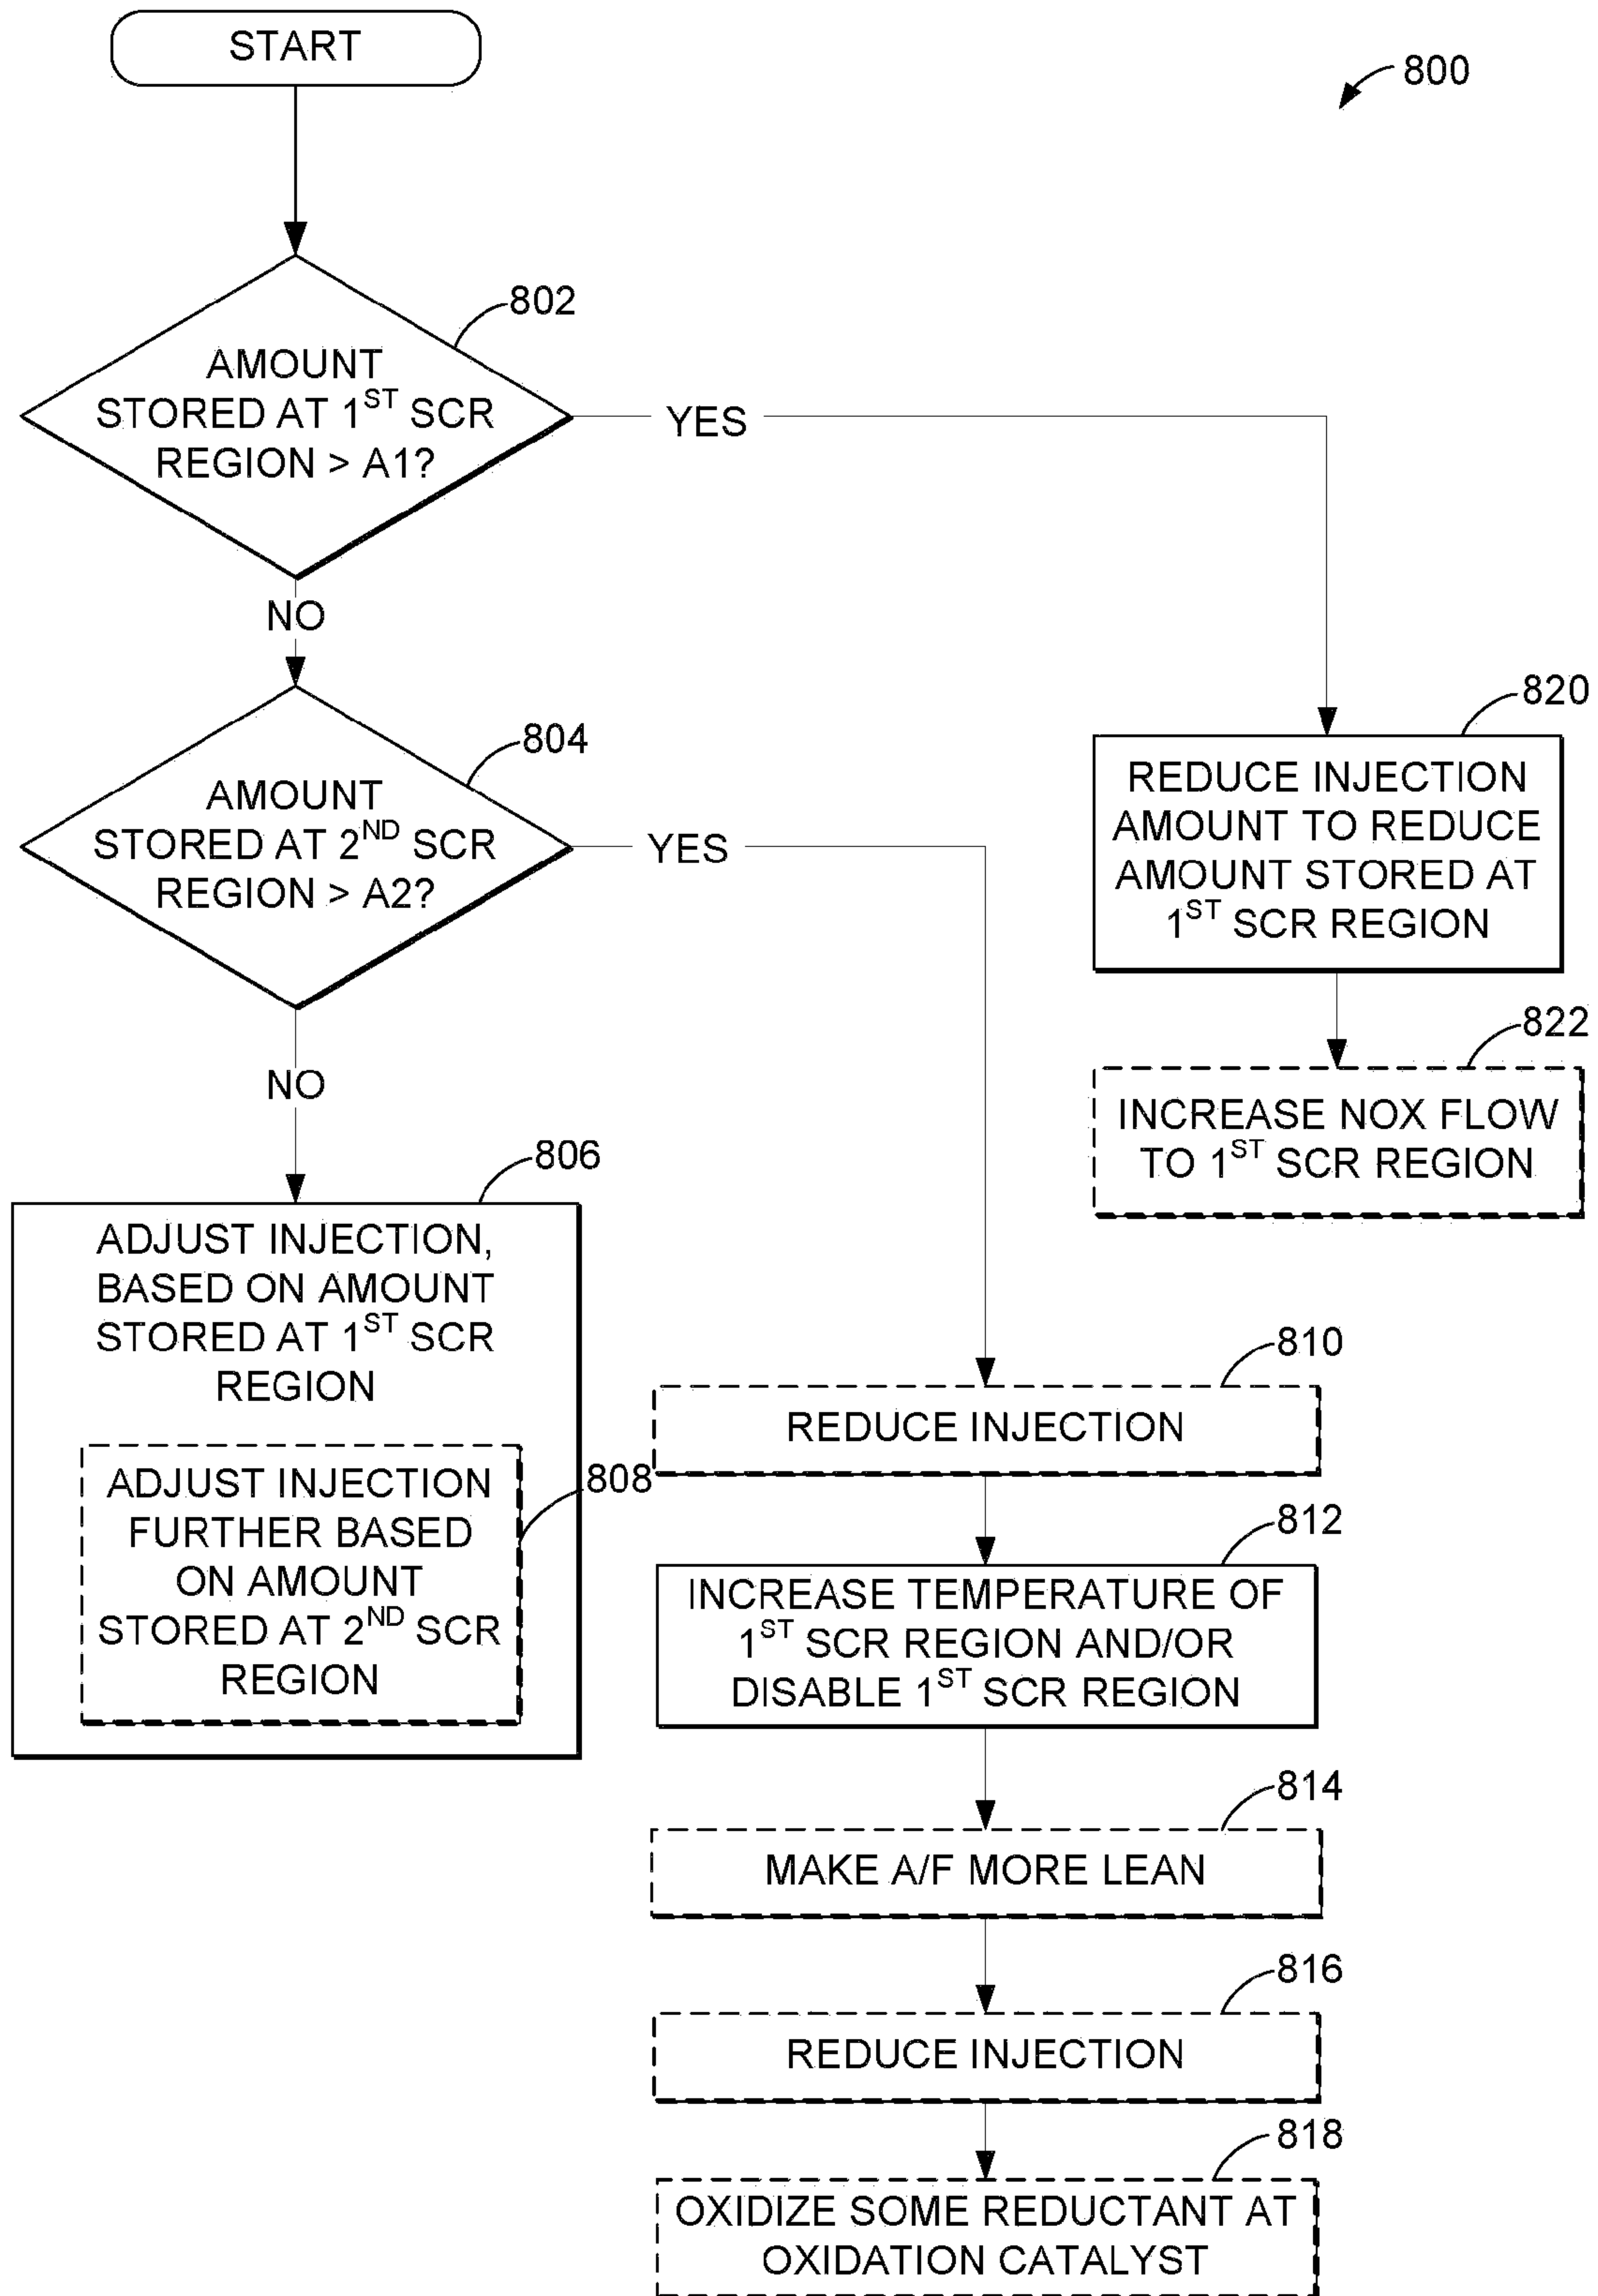 START
800
802
AMOUNT
STORED AT 1ST SCR
REGION > A1?
YES
NO
804
AMOUNT
STORED AT 2ND SCR
REGION > A2?
YES
NO
820
REDUCE INJECTION
AMOUNT TO REDUCE
AMOUNT STORED AT
1ST SCR REGION
822
INCREASE NOX FLOW
TO 1ST SCR REGION
806
ADJUST INJECTION,
BASED ON AMOUNT
STORED AT 1ST SCR
REGION
808
ADJUST INJECTION
FURTHER BASED
ON AMOUNT
STORED AT 2ND SCR
REGION
810
REDUCE INJECTION
812
INCREASE TEMPERATURE OF
1ST SCR REGION AND/OR
DISABLE 1ST SCR REGION
814
MAKE A/F MORE LEAN
816
REDUCE INJECTION
818
OXIDIZE SOME REDUCTANT AT
OXIDATION CATALYST